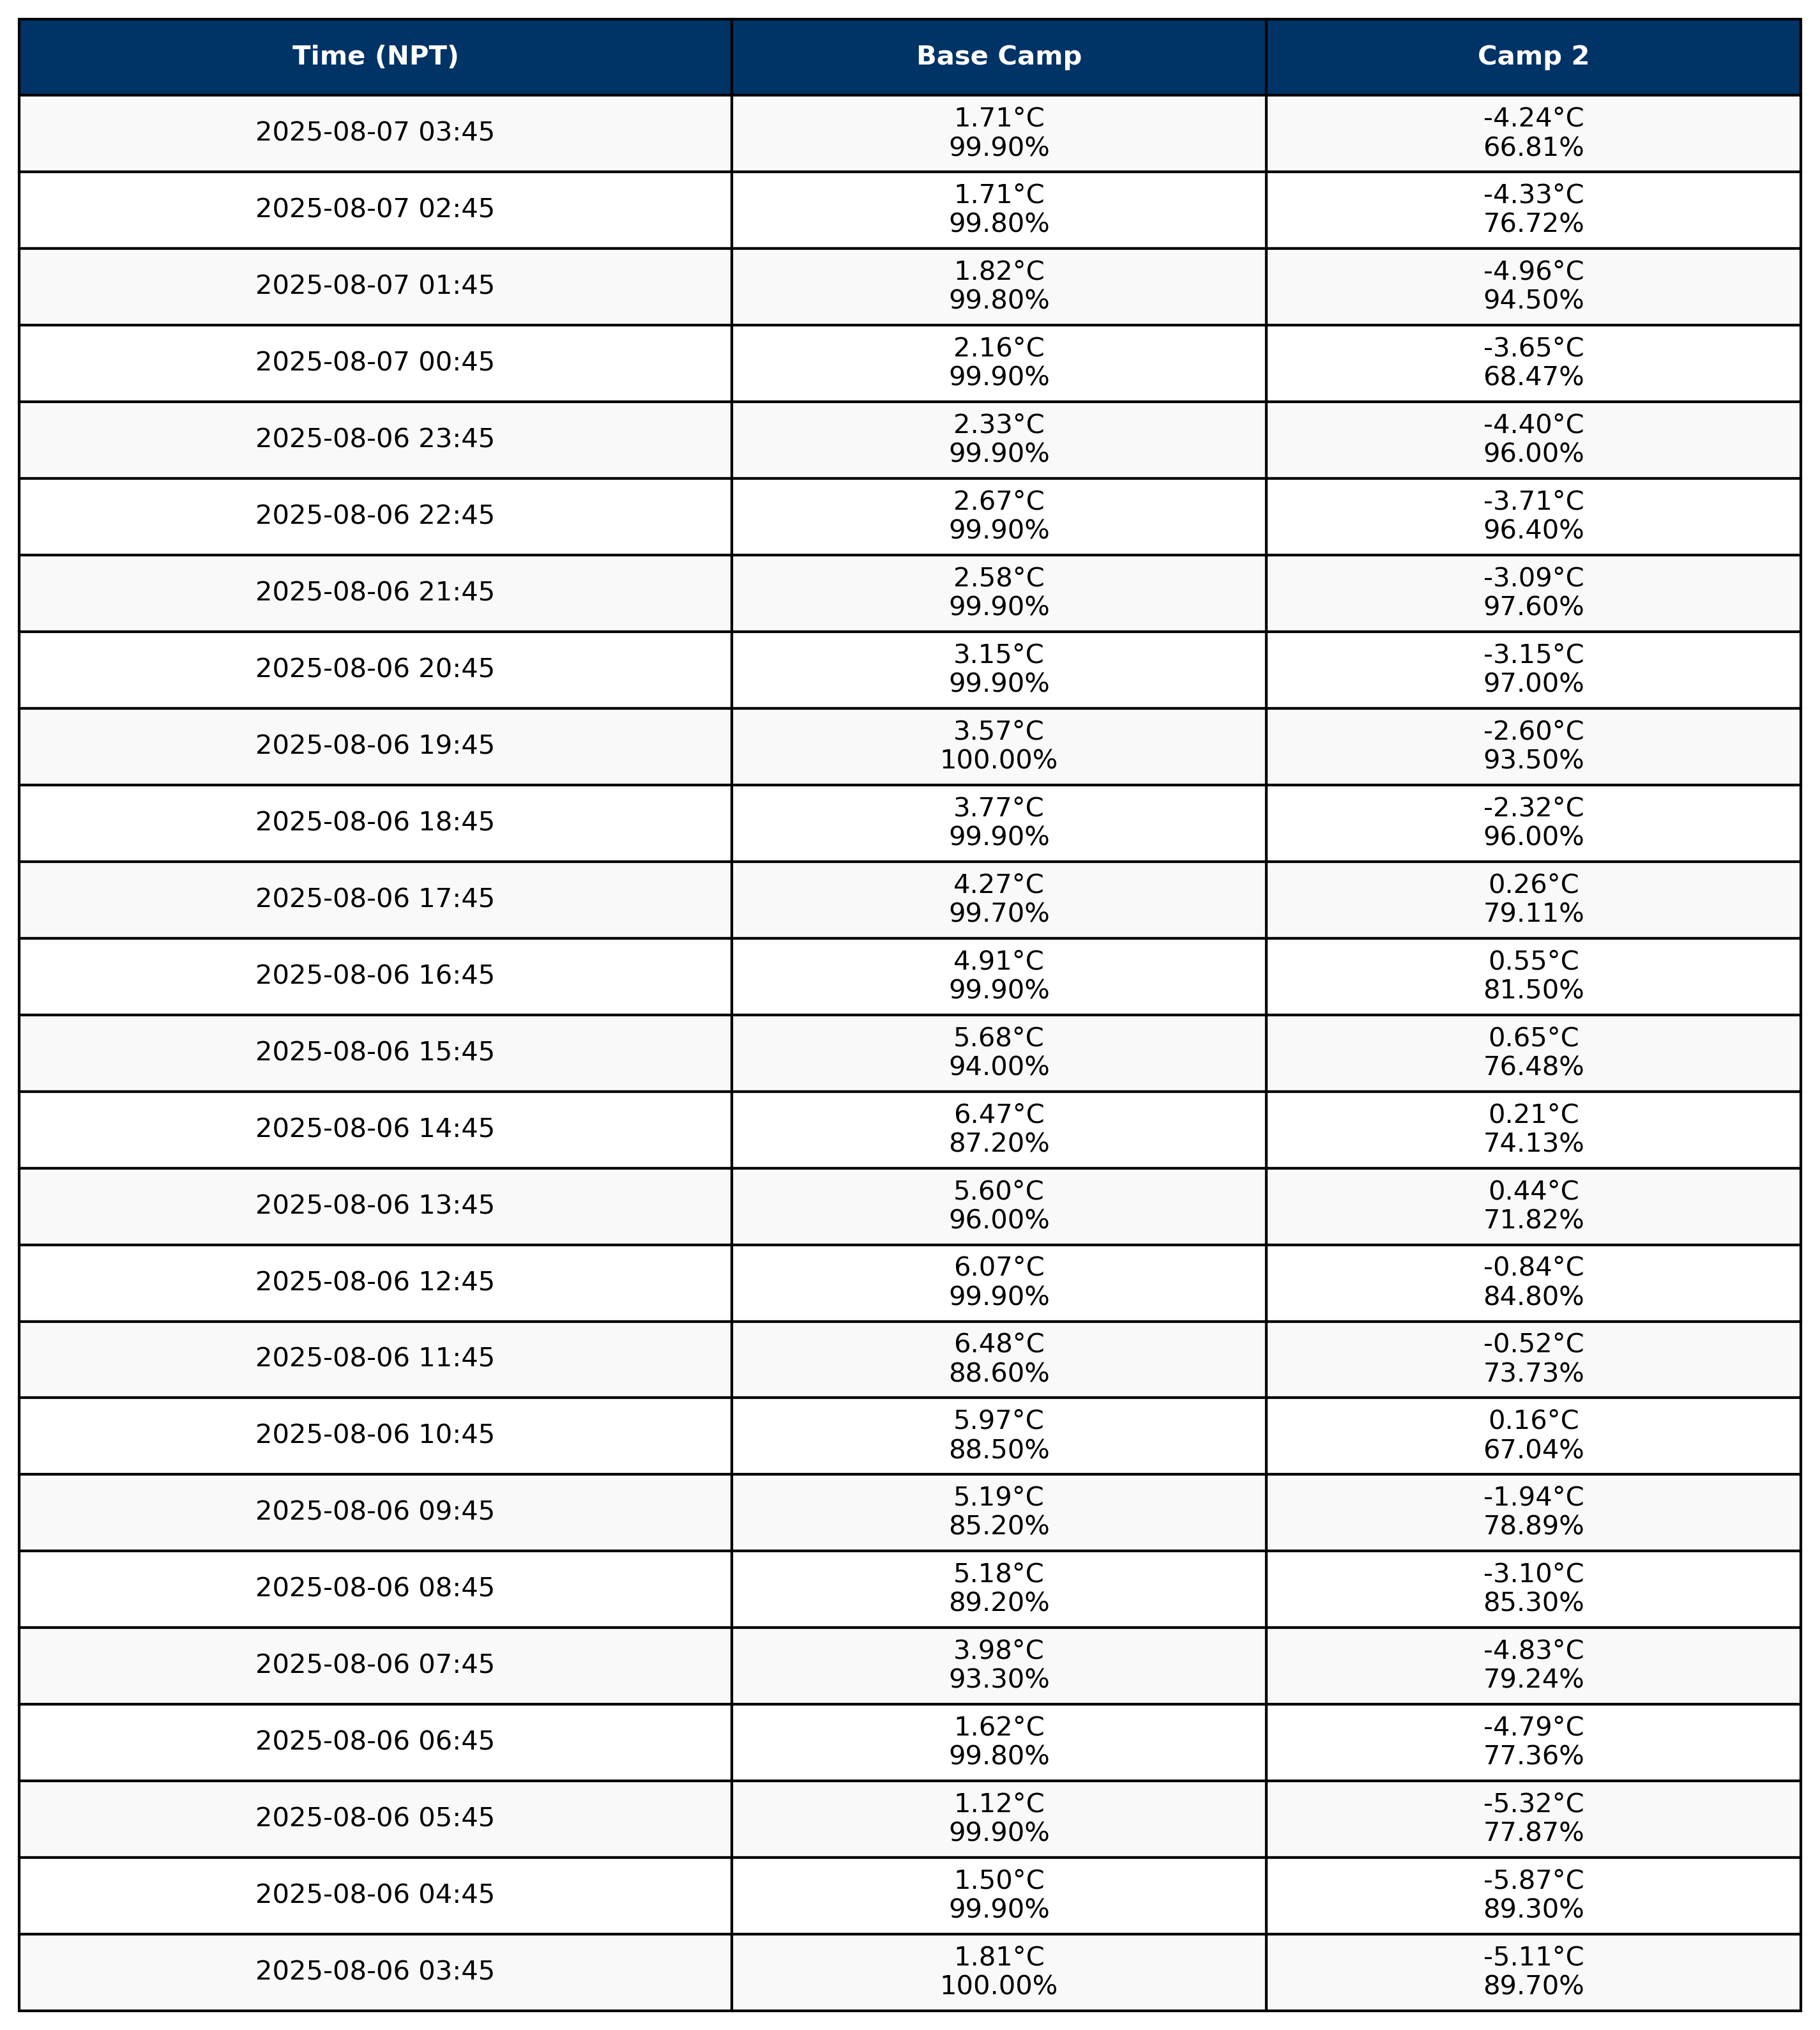 Time (NPT) Base Camp Camp 2
2025-08-07 03:45 1.71°C -4.24°C
99.90% 66.81%
2025-08-07 02:45 1.71°C -4.33°C
99.80% 76.72%
2025-08-07 01:45 1.82°C -4.96°C
99.80% 94.50%
2025-08-07 00:45 2.16°C -3.65°C
99.90% 68.47%
2025-08-06 23:45 2.33°C -4.40°C
99.90% 96.00%
2025-08-06 22:45 2.67°C -3.71°C
99.90% 96.40%
2025-08-06 21:45 2.58°C -3.09°C
99.90% 97.60%
2025-08-06 20:45 3.15°C -3.15°C
99.90% 97.00%
2025-08-06 19:45 3.57°C -2.60°C
100.00% 93.50%
2025-08-06 18:45 3.77°C -2.32°C
99.90% 96.00%
2025-08-06 17:45 4.27°C 0.26°C
99.70% 79.11%
2025-08-06 16:45 4.91°C 0.55°C
99.90% 81.50%
2025-08-06 15:45 5.68°C 0.65°C
94.00% 76.48%
2025-08-06 14:45 6.47°C 0.21°C
87.20% 74.13%
2025-08-06 13:45 5.60°C 0.44°C
96.00% 71.82%
2025-08-06 12:45 6.07°C -0.84°C
99.90% 84.80%
2025-08-06 11:45 6.48°C -0.52°C
88.60% 73.73%
2025-08-06 10:45 5.97°C 0.16°C
88.50% 67.04%
2025-08-06 09:45 5.19°C -1.94°C
85.20% 78.89%
2025-08-06 08:45 5.18°C -3.10°C
89.20% 85.30%
2025-08-06 07:45 3.98°C -4.83°C
93.30% 79.24%
2025-08-06 06:45 1.62°C -4.79°C
99.80% 77.36%
2025-08-06 05:45 1.12°C -5.32°C
99.90% 77.87%
2025-08-06 04:45 1.50°C -5.87°C
99.90% 89.30%
2025-08-06 03:45 1.81°C -5.11°C
100.00% 89.70%